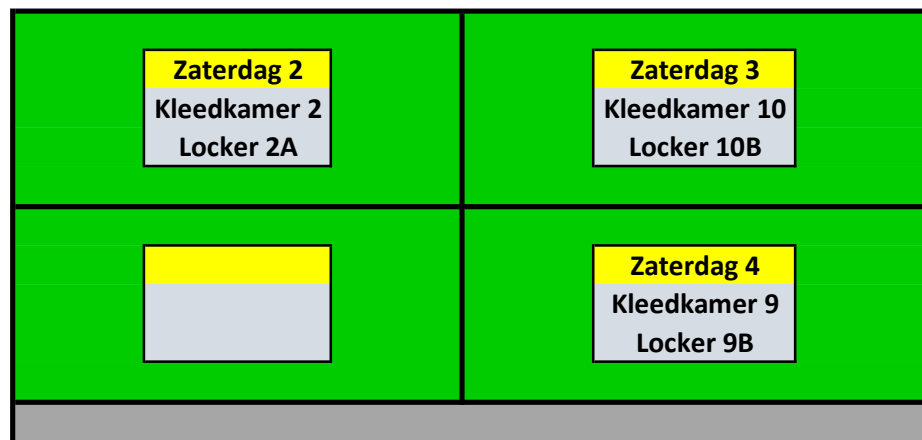 Zaterdag 2
Kleedkamer 2
Locker 2A
Zaterdag 3
Kleedkamer 10
Locker 10B
Zaterdag 4
Kleedkamer 9
Locker 9B